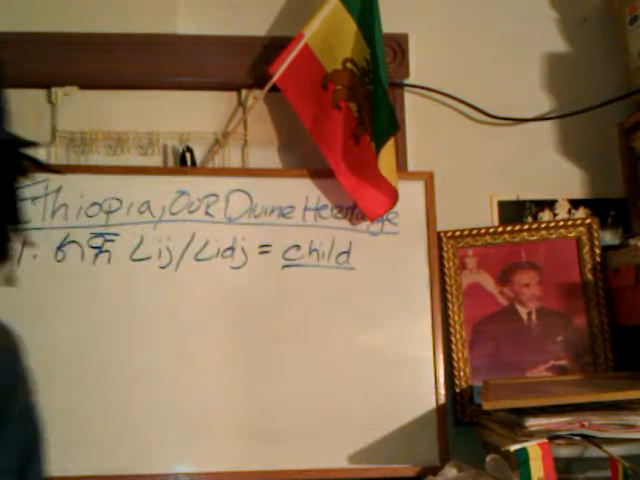 Ethiopia, OUR Divine Heritage
1. ልጅ Lij/Lidj = child